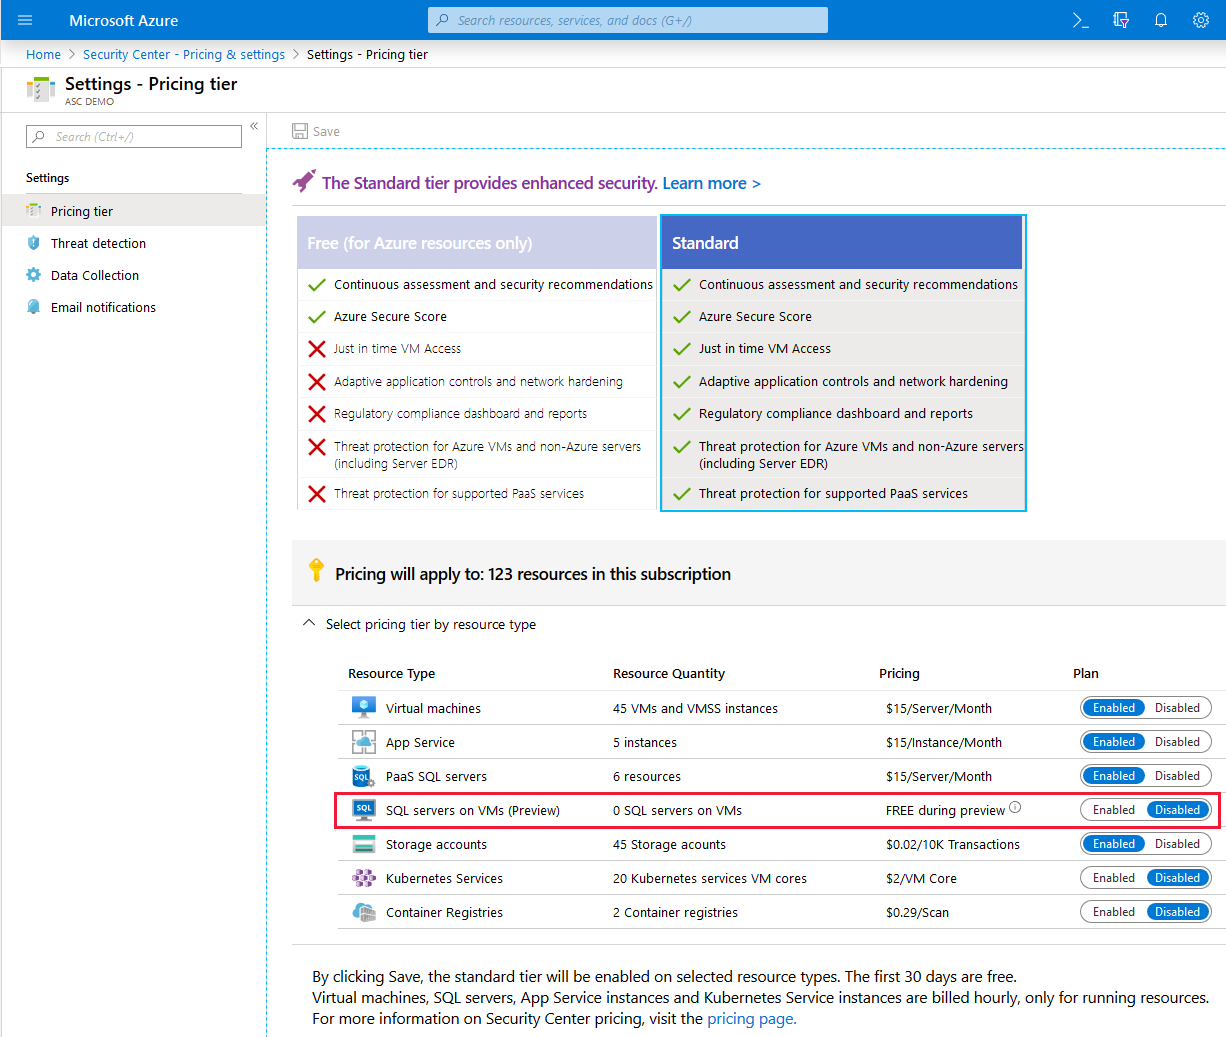 Microsoft Azure
Search resources, services, and docs (G+/)
Home > Security Center - Pricing & settings > Settings - Pricing tier
Settings - Pricing tier
ASC DEMO
Search (Ctrl+/)
«
Settings
Pricing tier
Threat detection
Data Collection
Email notifications
Save
The Standard tier provides enhanced security. Learn more >
Free (for Azure resources only)
Continuous assessment and security recommendations
Azure Secure Score
Just in time VM Access
Adaptive application controls and network hardening
Regulatory compliance dashboard and reports
Threat protection for Azure VMs and non-Azure servers
(including Server EDR)
Threat protection for supported PaaS services
Standard
Continuous assessment and security recommendations
Azure Secure Score
Just in time VM Access
Adaptive application controls and network hardening
Regulatory compliance dashboard and reports
Threat protection for Azure VMs and non-Azure servers
(including Server EDR)
Threat protection for supported PaaS services
Pricing will apply to: 123 resources in this subscription
Select pricing tier by resource type
Resource Type Resource Quantity Pricing Plan
Virtual machines 45 VMs and VMSS instances $15/Server/Month Enabled Disabled
App Service 5 instances $15/Instance/Month Enabled Disabled
SQL PaaS SQL servers 6 resources $15/Server/Month Enabled Disabled
SQL SQL servers on VMs (Preview) 0 SQL servers on VMs FREE during preview Enabled Disabled
Storage accounts 45 Storage acounts $0.02/10K Transactions Enabled Disabled
Kubernetes Services 20 Kubernetes services VM cores $2/VM Core Enabled Disabled
Container Registries 2 Container registries $0.29/Scan Enabled Disabled
By clicking Save, the standard tier will be enabled on selected resource types. The first 30 days are free.
Virtual machines, SQL servers, App Service instances and Kubernetes Service instances are billed hourly, only for running resources.
For more information on Security Center pricing, visit the pricing page.